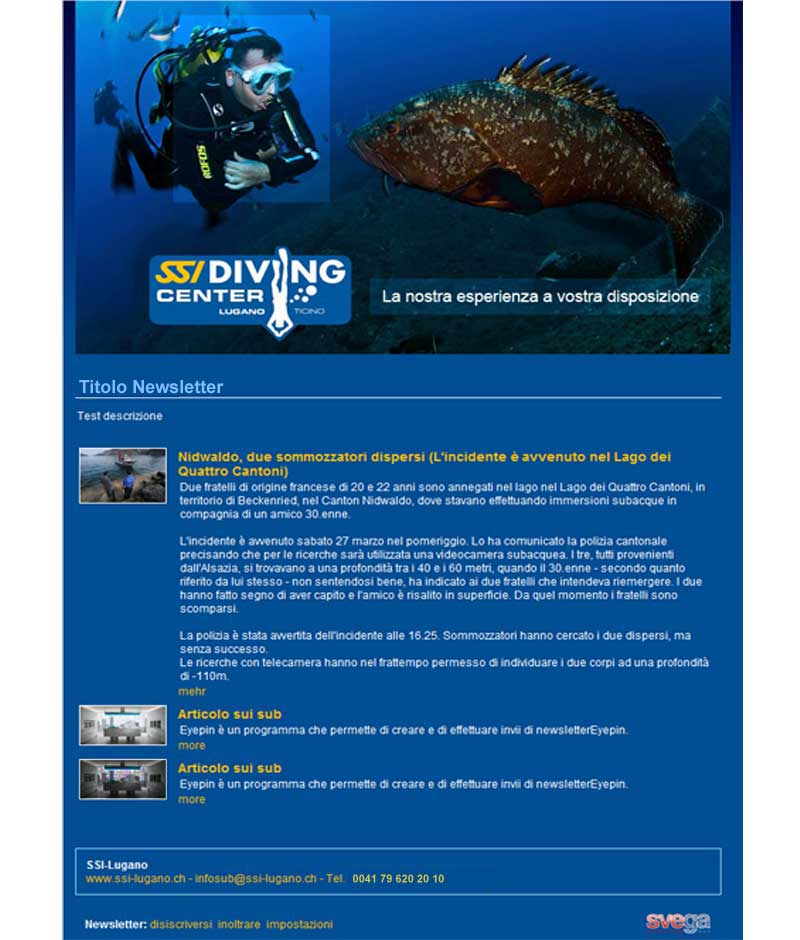 ROFOS
SSI DIVING
CENTER
LUGANO TICINO
La nostra esperienza a vostra disposizione
Titolo Newsletter
Test descrizione
Nidwaldo, due sommozzatori dispersi (L'incidente è avvenuto nel Lago dei
Quattro Cantoni)
Due fratelli di origine francese di 20 e 22 anni sono annegati nel lago nel Lago dei Quattro Cantoni, in
territorio di Beckenried, nel Canton Nidwaldo, dove stavano effettuando immersioni subacque in
compagnia di un amico 30.enne.
L'incidente è avvenuto sabato 27 marzo nel pomeriggio. Lo ha comunicato la polizia cantonale
precisando che per le ricerche sarà utilizzata una videocamera subacquea. I tre, tutti provenienti
dall'Alsazia, si trovavano a una profondità tra i 40 e i 60 metri, quando il 30.enne - secondo quanto
riferito da lui stesso - non sentendosi bene, ha indicato ai due fratelli che intendeva riemergere. I due
hanno fatto segno di aver capito e l'amico è risalito in superficie. Da quel momento i fratelli sono
scomparsi.
La polizia è stata avvertita dell'incidente alle 16.25. Sommozzatori hanno cercato i due dispersi, ma
senza successo.
Le ricerche con telecamera hanno nel frattempo permesso di individuare i due corpi ad una profondità
di -110m.
mehr
Articolo sui sub
Eyepin è un programma che permette di creare e di effettuare invii di newsletterEyepin.
more
Articolo sui sub
Eyepin è un programma che permette di creare e di effettuare invii di newsletterEyepin.
more
SSI-Lugano
www.ssi-lugano.ch - infosub@ssi-lugano.ch - Tel. 0041 79 620 20 10
Newsletter: disiscriversi inoltrare impostazioni
svega